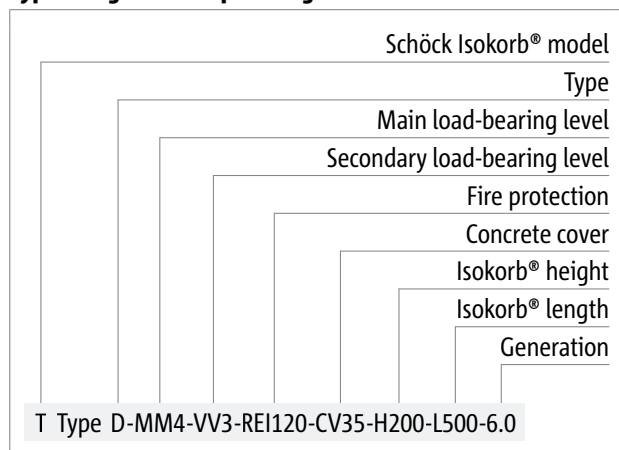 Schöck Isokorb® model
Type
Main load-bearing level
Secondary load-bearing level
Fire protection
Concrete cover
Isokorb® height
Isokorb® length
Generation
T Type D-MM4-VV3-REI120-CV35-H200-L500-6.0